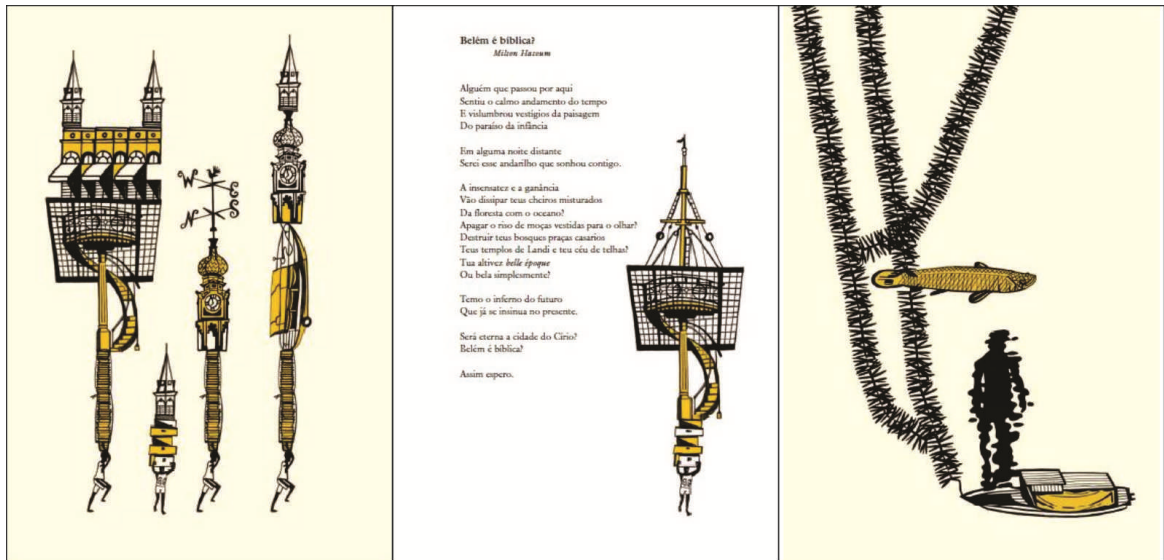 W
S
N
Belém é bíblica?
Milton Hatoum
Alguém que passou por aqui
Sentiu o calmo andamento do tempo
E vislumbrou vestígios da paisagem
Do paraíso da infância
Em alguma noite distante
Serei esse andarilho que sonhou contigo.
A insensatez e a ganância
Vão dissipar teus cheiros misturados
Da floresta com o oceano?
Apagar o riso de moças vestidas para o olhar?
Destruir teus bosques praças casarios
Teus templos de Landi e teu céu de telhas?
Tua altivez belle époque
Ou bela simplesmente?
Temo o inferno do futuro
Que já se insinua no presente.
Será eterna a cidade do Círio?
Belém é bíblica?
Assim espero.